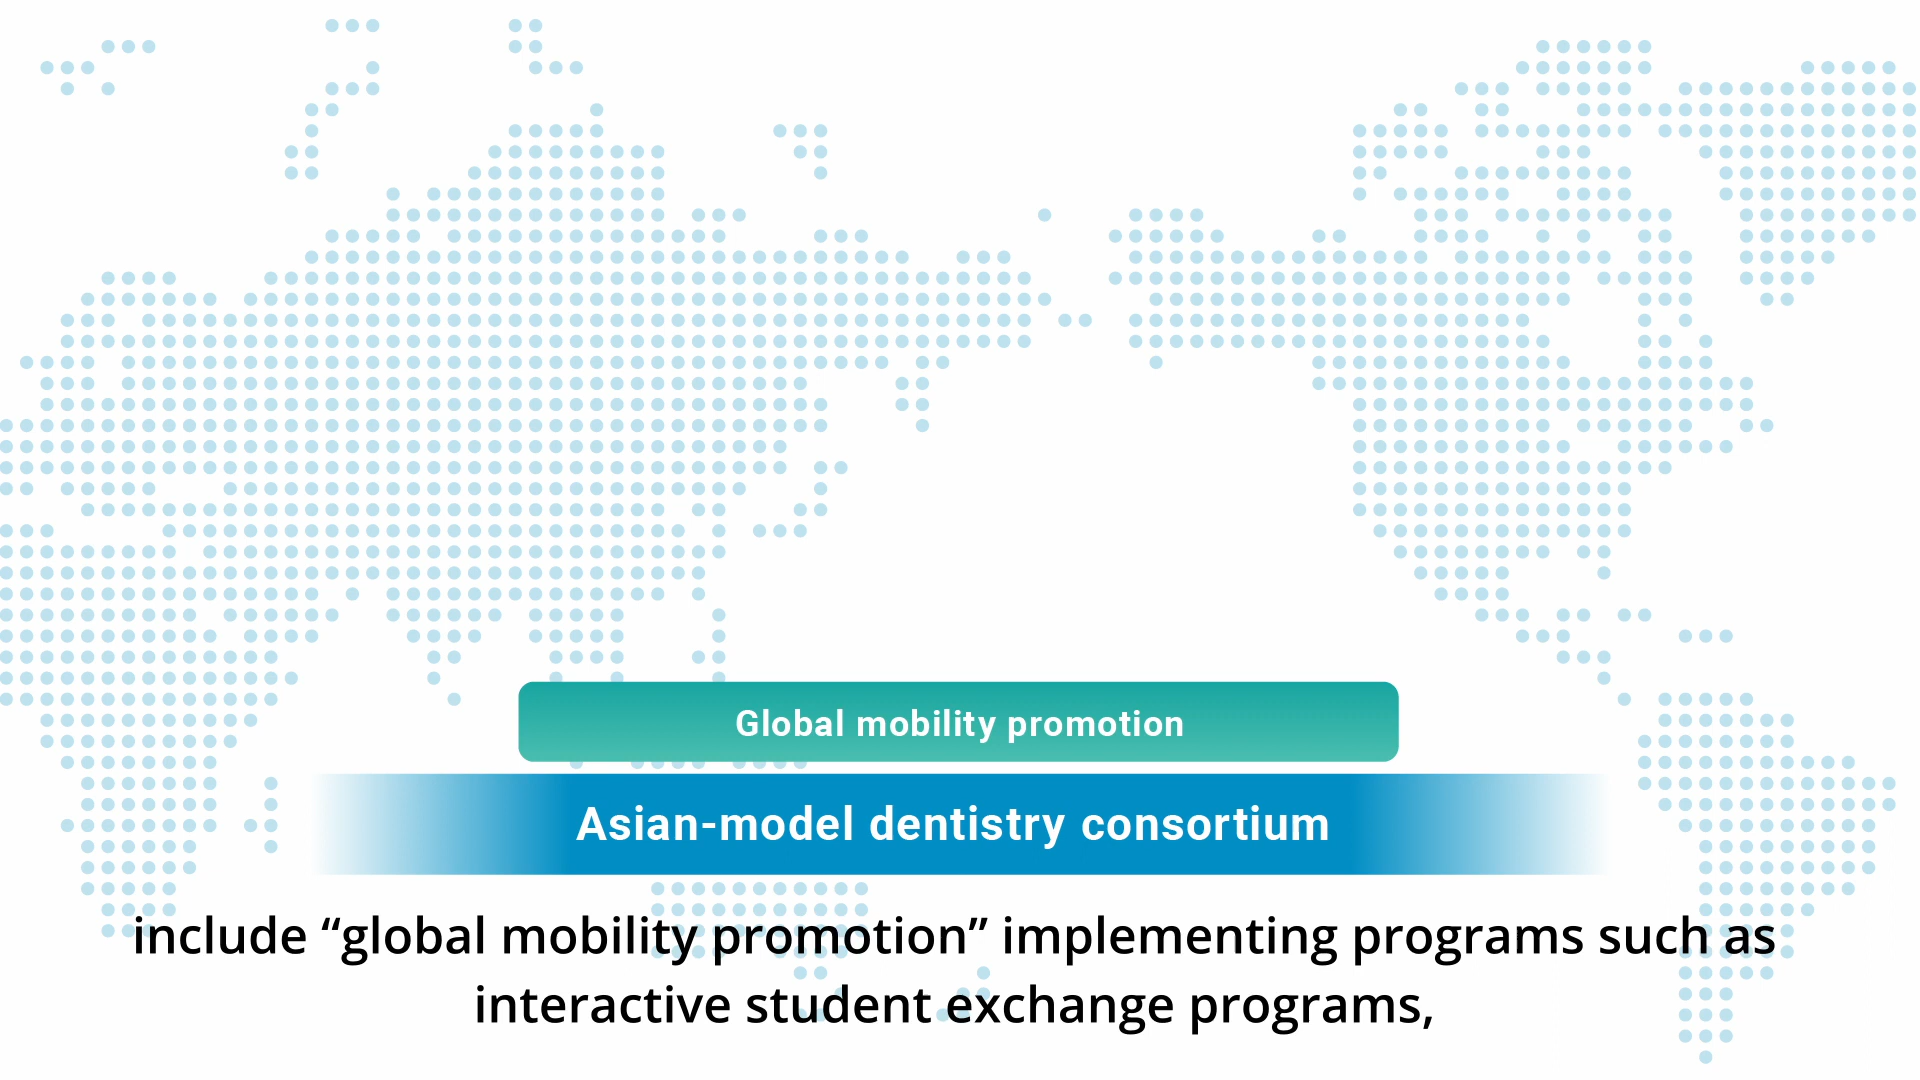 Global mobility promotion
Asian-model dentistry consortium
include “global mobility promotion” implementing programs such as
interactive student exchange programs,